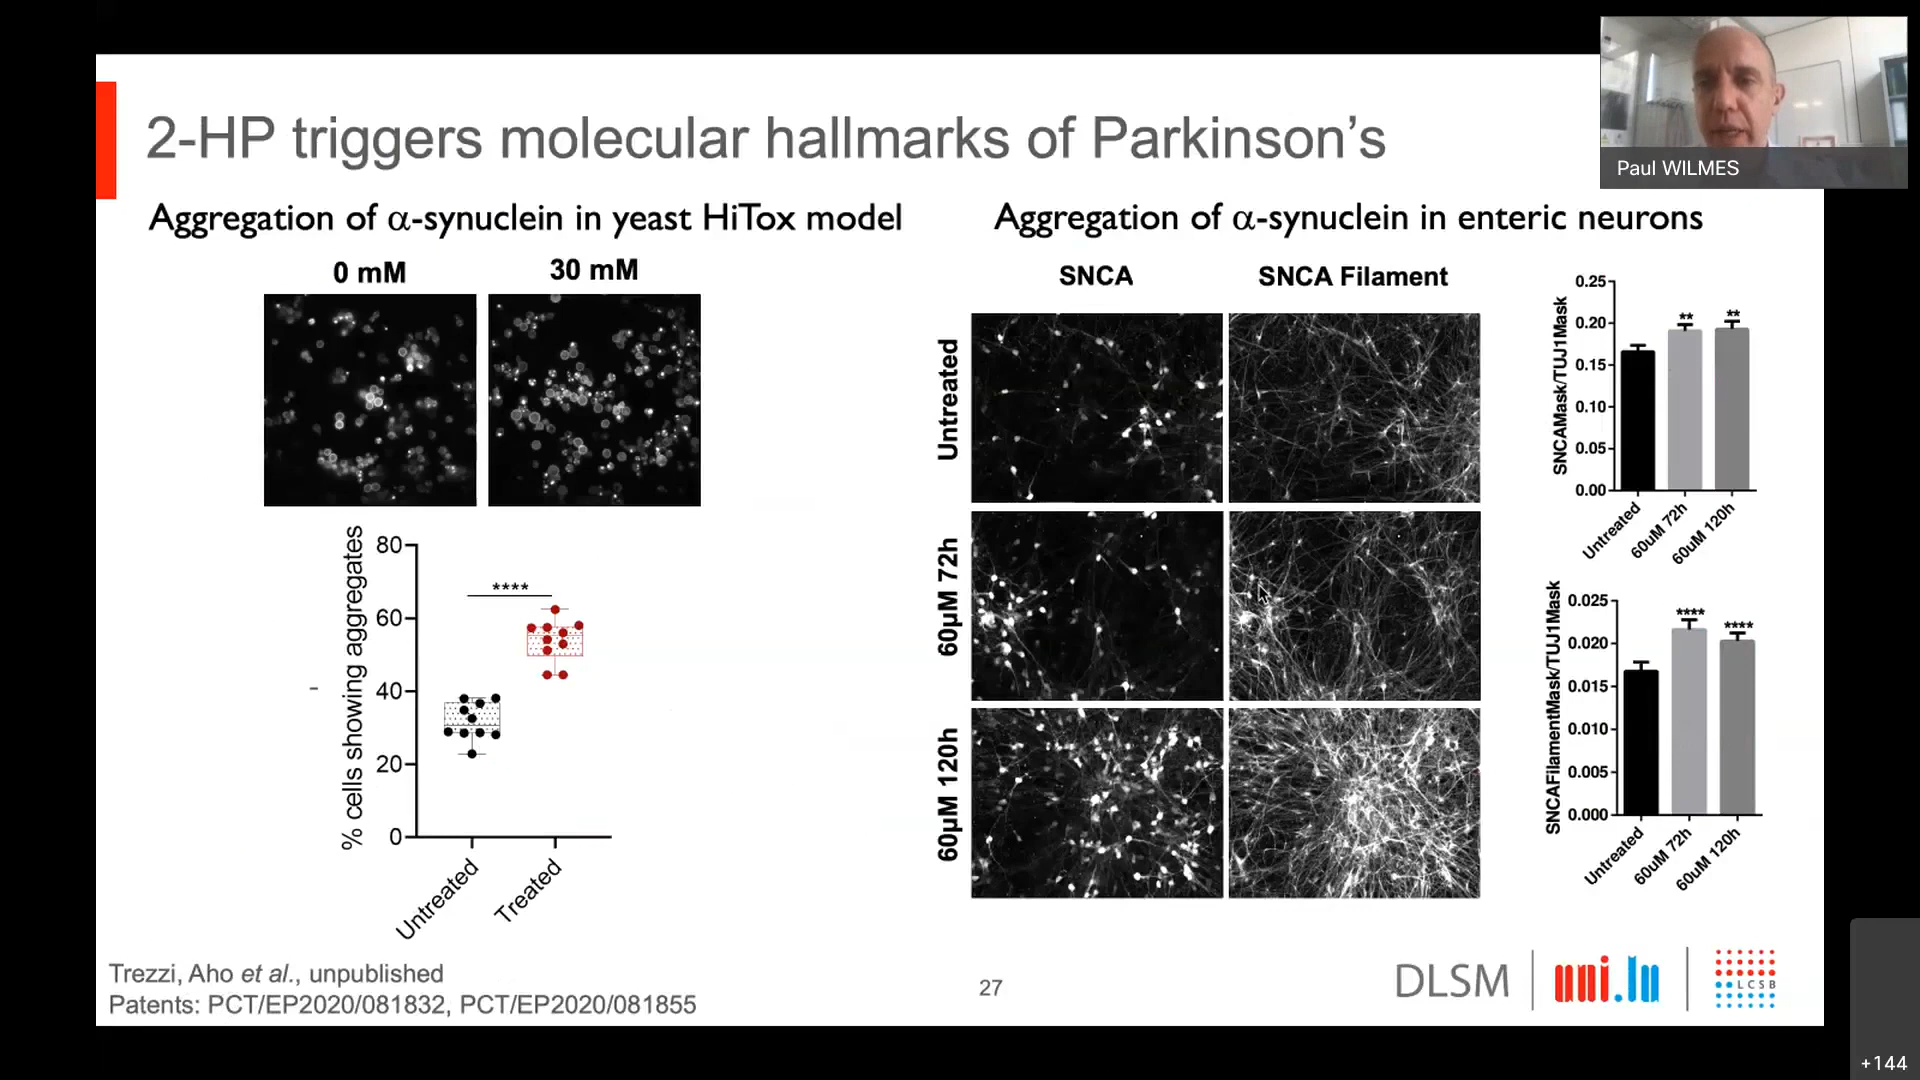 Paul WILMES
2-HP triggers molecular hallmarks of Parkinson’s
Aggregation of α-synuclein in yeast HiTox model
0 mM
30 mM
% cells showing aggregates
80
60
40
20
0
****
Untreated
Treated
Aggregation of α-synuclein in enteric neurons
SNCA
SNCA Filament
Untreated
60µM 72h
60µM 120h
SNCAMask/TUJ1Mask
0.25
0.20
0.15
0.10
0.05
0.00
**
**
Untreated
60uM 72h
60uM 120h
SNCAFilamentMask/TUJ1Mask
0.025
0.020
0.015
0.010
0.005
0.000
****
****
Untreated
60uM 72h
60uM 120h
Trezzi, Aho et al., unpublished
Patents: PCT/EP2020/081832, PCT/EP2020/081855
27
DLSM
uni.lu
LCSB
+144